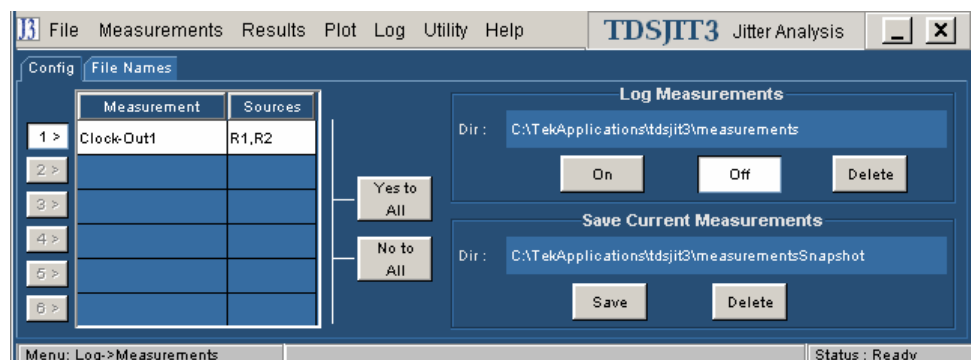 J3 File Measurements Results Plot Log Utility Help TDSJIT3 Jitter Analysis
Config File Names
Measurement Sources
1 > Clock-Out1 R1,R2
2 >
3 >
4 >
5 >
6 >
Yes to
All
No to
All
Log Measurements
Dir : C:\TekApplications\tdsjit3\measurements
On Off Delete
Save Current Measurements
Dir : C:\TekApplications\tdsjit3\measurementsSnapshot
Save Delete
Menu: Log->Measurements Status : Ready